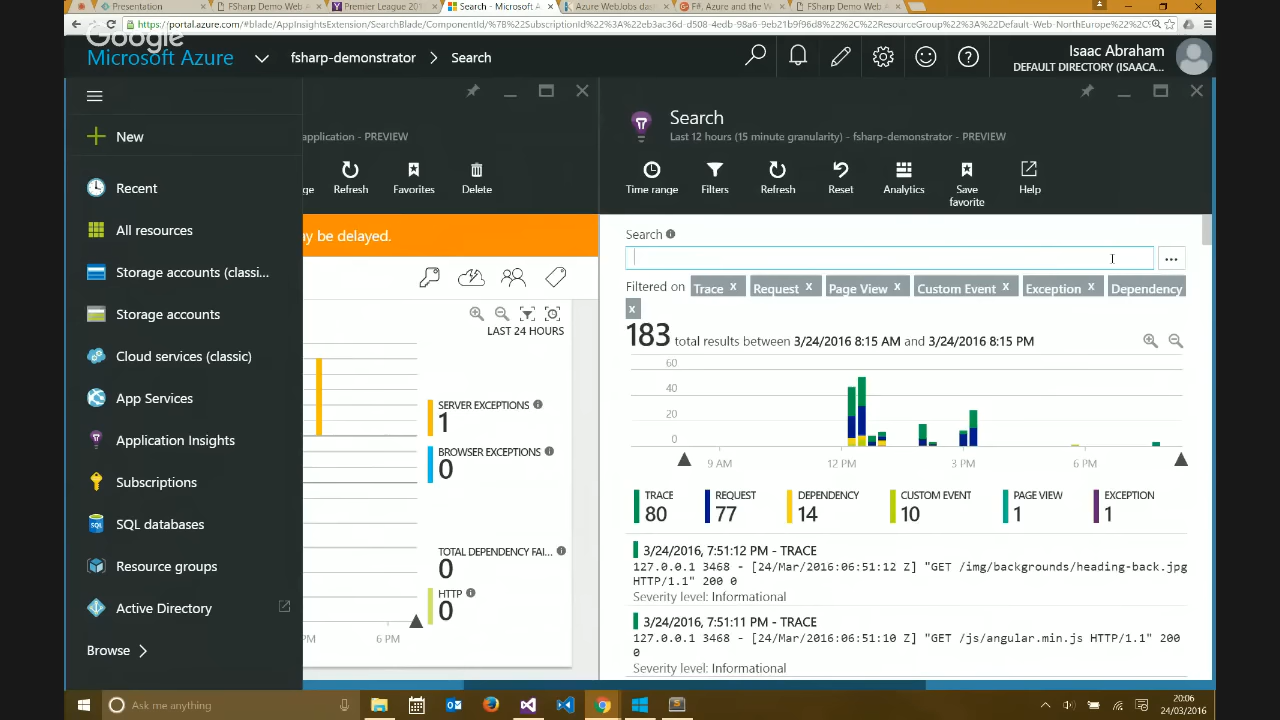 Presentation
FSharp Demo Web A
Premier League 201
Search - Microsoft Az
Azure WebJobs das
F#, Azure and the W
FSharp Demo Web A
https://portal.azure.com/#blade/AppInsightsExtension/SearchBlade/ComponentId/%7B%22SubscriptionId%22%3A%22eb3ac36d-d508-4edb-98a6-9eb21b9f96d8%22%2C%22ResourceGroup%22%3A%22Default-Web-NorthEurope%22%2C%2
Google
Microsoft Azure
fsharp-demonstrator > Search
Isaac Abraham
DEFAULT DIRECTORY (ISAACA...
New
Recent
All resources
Storage accounts (classi...
Storage accounts
Cloud services (classic)
App Services
Application Insights
Subscriptions
SQL databases
Resource groups
Active Directory
Browse >
application - PREVIEW
ge
Refresh
Favorites
Delete
ay be delayed.
LAST 24 HOURS
SERVER EXCEPTIONS
1
BROWSER EXCEPTIONS
0
TOTAL DEPENDENCY FAI...
0
HTTP
0
PM
6 PM
Search
Last 12 hours (15 minute granularity) - fsharp-demonstrator - PREVIEW
Time range
Filters
Refresh
Reset
Analytics
Save favorite
Help
Search
...
Filtered on Trace x Request x Page View x Custom Event x Exception x Dependency
x
183 total results between 3/24/2016 8:15 AM and 3/24/2016 8:15 PM
60
40
20
0
9 AM
12 PM
3 PM
6 PM
TRACE
80
REQUEST
77
DEPENDENCY
14
CUSTOM EVENT
10
PAGE VIEW
1
EXCEPTION
1
3/24/2016, 7:51:12 PM - TRACE
127.0.0.1 3468 - [24/Mar/2016:06:51:12 Z] "GET /img/backgrounds/heading-back.jpg
HTTP/1.1" 200 0
Severity level: Informational
3/24/2016, 7:51:11 PM - TRACE
127.0.0.1 3468 - [24/Mar/2016:06:51:10 Z] "GET /js/angular.min.js HTTP/1.1" 200
0
Severity level: Informational
Ask me anything
20:06
24/03/2016